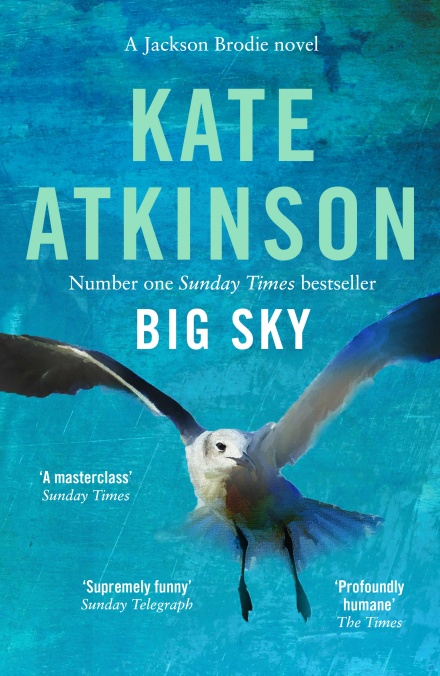 A Jackson Brodie novel
KATE
ATKINSON
Number one Sunday Times bestseller
BIG SKY
‘A masterclass’
Sunday Times
‘Supremely funny’
Sunday Telegraph
‘Profoundly
humane’
The Times